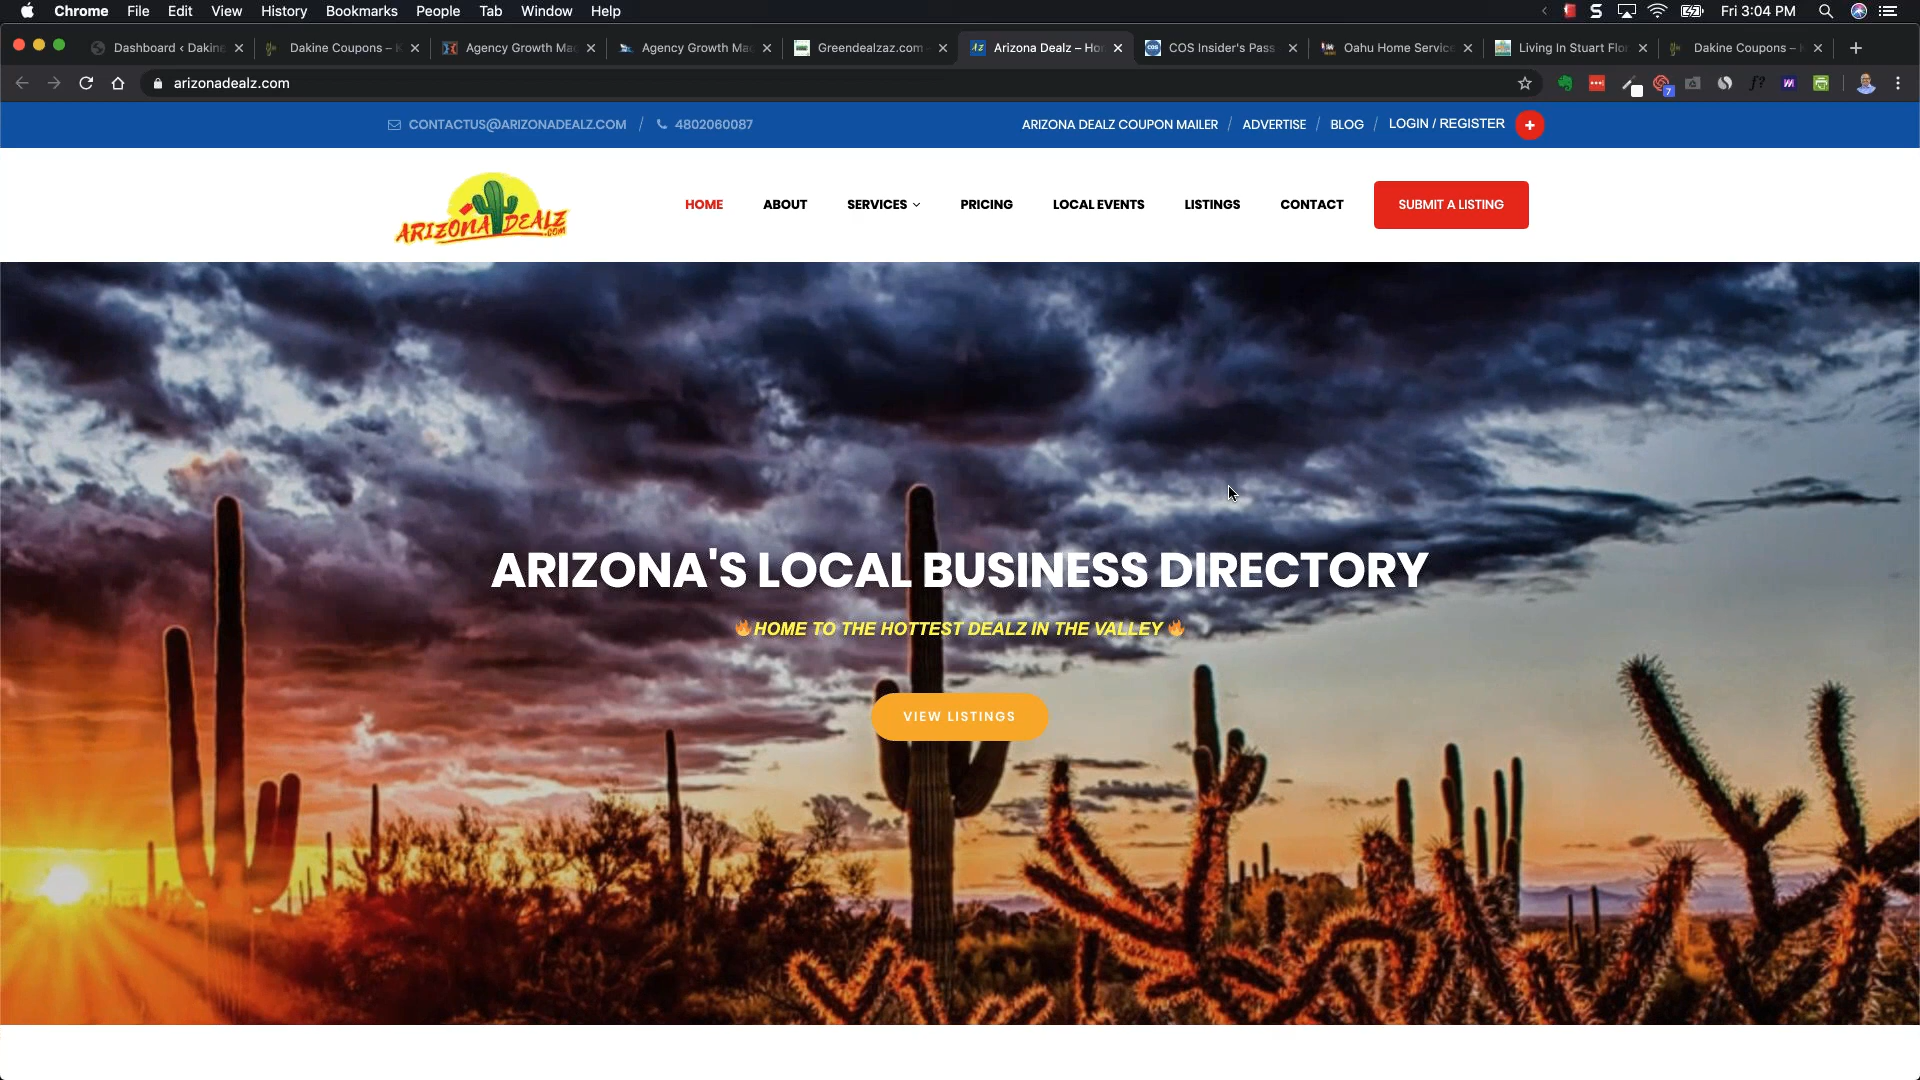 Chrome File Edit View History Bookmarks People Tab Window Help Fri 3:04 PM
Dashboard ‹ Dakine Dakine Coupons – Agency Growth Ma Agency Growth Ma Greendealzaz.com – Arizona Dealz – Ho COS Insider's Pass Oahu Home Service Living In Stuart Flo Dakine Coupons –
arizonadealz.com 7
CONTACTUS@ARIZONADEALZ.COM / 4802060087 ARIZONA DEALZ COUPON MAILER / ADVERTISE / BLOG / LOGIN / REGISTER
ARIZONA DEALZ .COM
HOME ABOUT SERVICES PRICING LOCAL EVENTS LISTINGS CONTACT SUBMIT A LISTING
ARIZONA'S LOCAL BUSINESS DIRECTORY
🔥HOME TO THE HOTTEST DEALZ IN THE VALLEY 🔥
VIEW LISTINGS